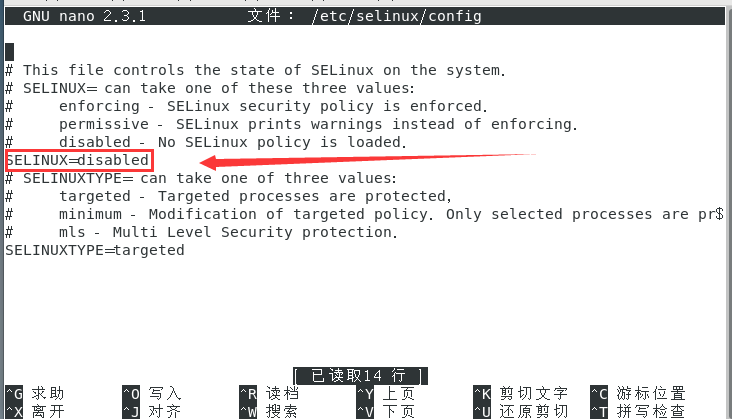 GNU nano 2.3.1 文件： /etc/selinux/config
# This file controls the state of SELinux on the system.
# SELINUX= can take one of these three values:
#     enforcing - SELinux security policy is enforced.
#     permissive - SELinux prints warnings instead of enforcing.
#     disabled - No SELinux policy is loaded.
SELINUX=disabled
# SELINUXTYPE= can take one of three values:
#     targeted - Targeted processes are protected,
#     minimum - Modification of targeted policy. Only selected processes are pr$
#     mls - Multi Level Security protection.
SELINUXTYPE=targeted
[ 已读取14 行 ]
^G 求助 ^O 写入 ^R 读档 ^Y 上页 ^K 剪切文字 ^C 游标位置
^X 离开 ^J 对齐 ^W 搜索 ^V 下页 ^U 还原剪切 ^T 拼写检查